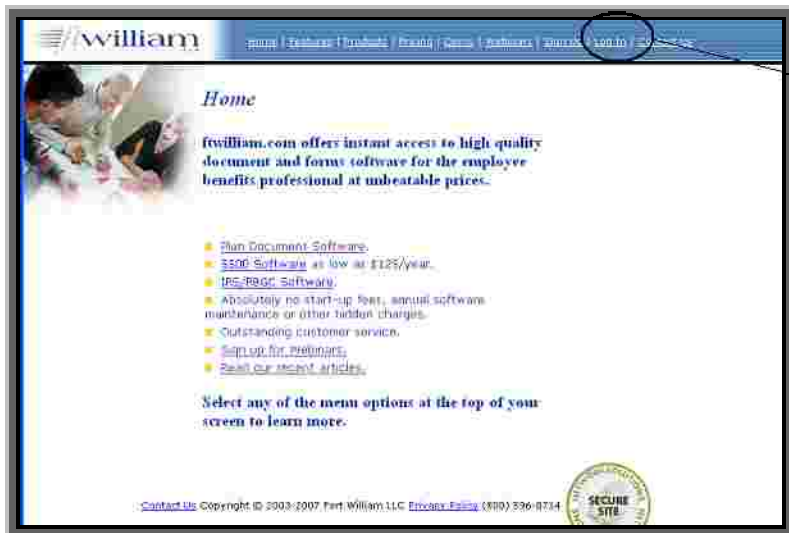 ftwilliam
Home | Features | Products | Pricing | Demo | Webinars | | Log In | Contact Us
Home
ftwilliam.com offers instant access to high quality
document and forms software for the employee
benefits professional at unbeatable prices.
Plan Document Software.
5500 Software as low as $125/year.
IRS/PBGC Software.
Absolutely no start-up fees, annual software
maintenance or other hidden charges.
Outstanding customer service.
Sign up for Webinars.
Read our recent articles.
Select any of the menu options at the top of your
screen to learn more.
Contact Us Copyright © 2003-2007 Fort William LLC Privacy Policy (800) 596-0714
NETWORK SOLUTIONS
SECURE
SITE